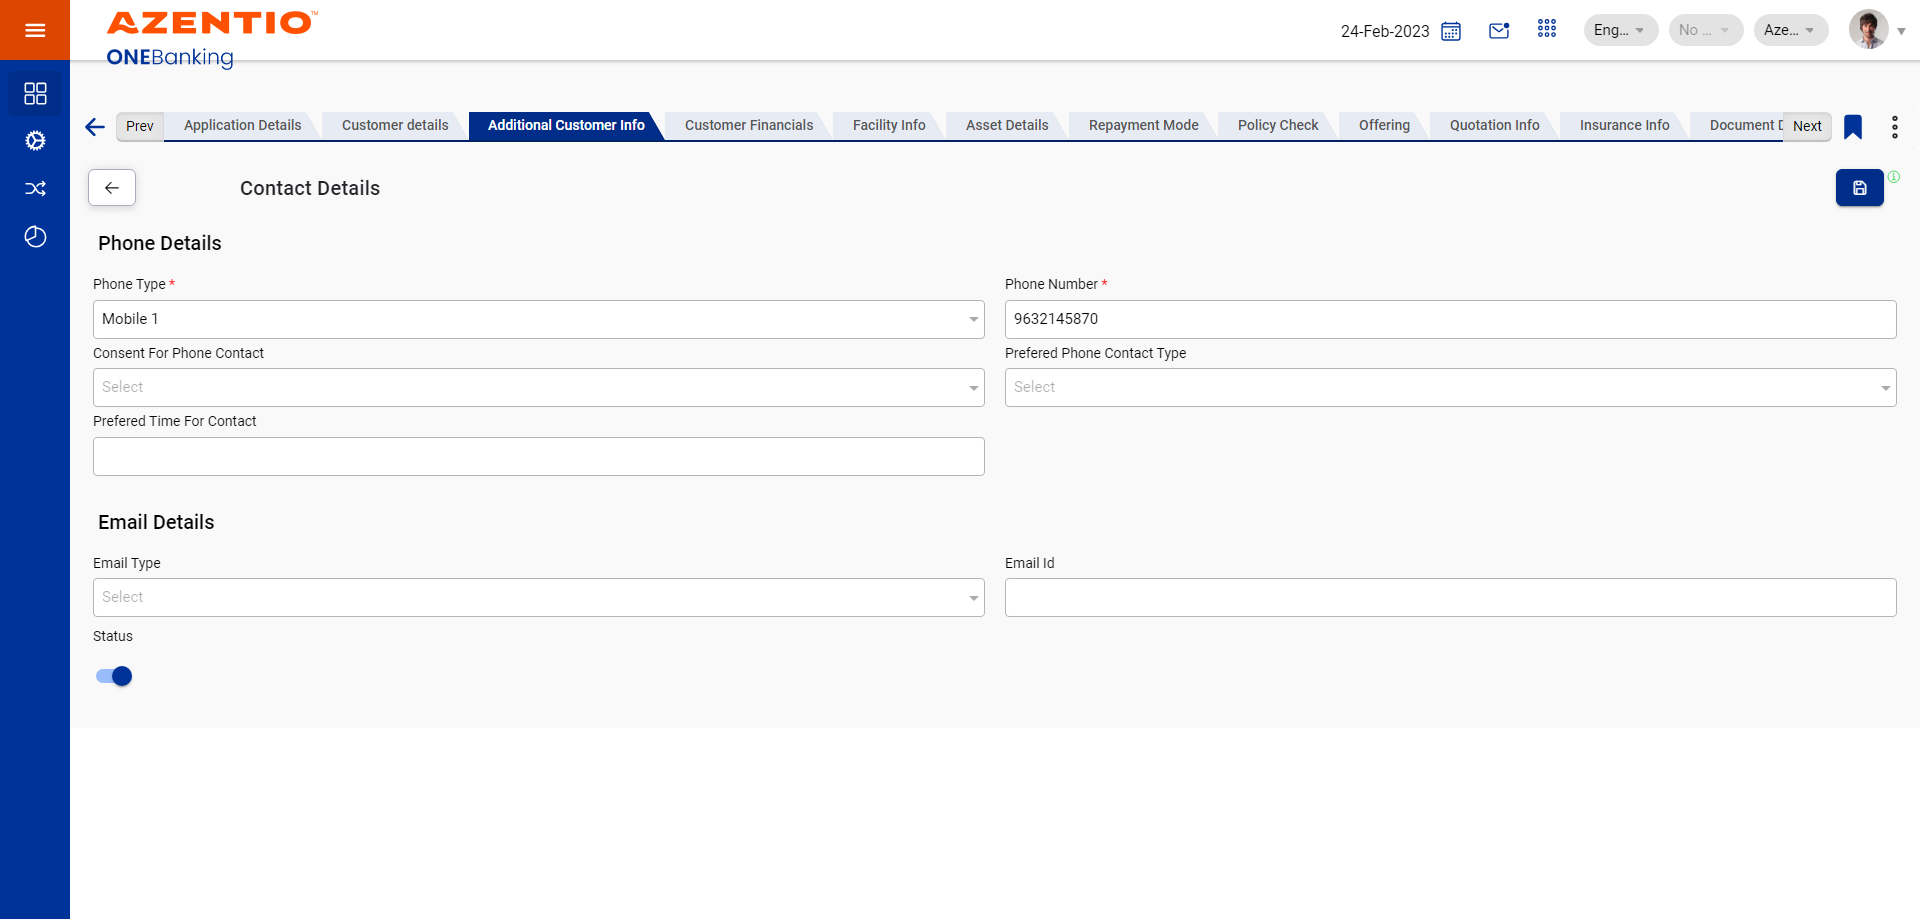 AZENTIO™
ONEBanking
24-Feb-2023
Eng...
No ...
Aze...
Prev
Application Details
Customer details
Additional Customer Info
Customer Financials
Facility Info
Asset Details
Repayment Mode
Policy Check
Offering
Quotation Info
Insurance Info
Document D
Next
Contact Details
Phone Details
Phone Type *
Phone Number *
Mobile 1
9632145870
Consent For Phone Contact
Prefered Phone Contact Type
Select
Select
Prefered Time For Contact
Email Details
Email Type
Email Id
Select
Status